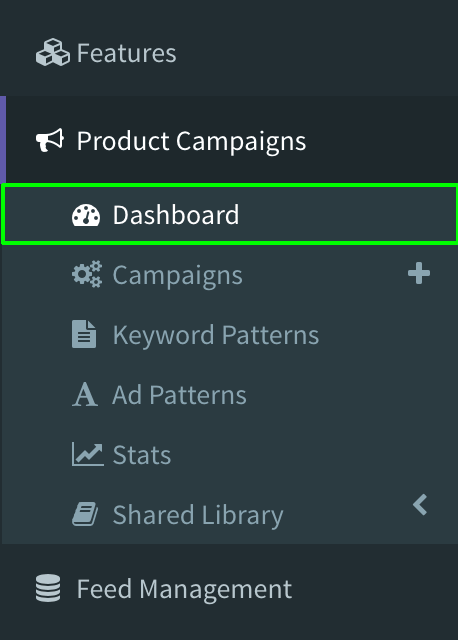 Features
Product Campaigns
Dashboard
Campaigns
Keyword Patterns
Ad Patterns
Stats
Shared Library
Feed Management